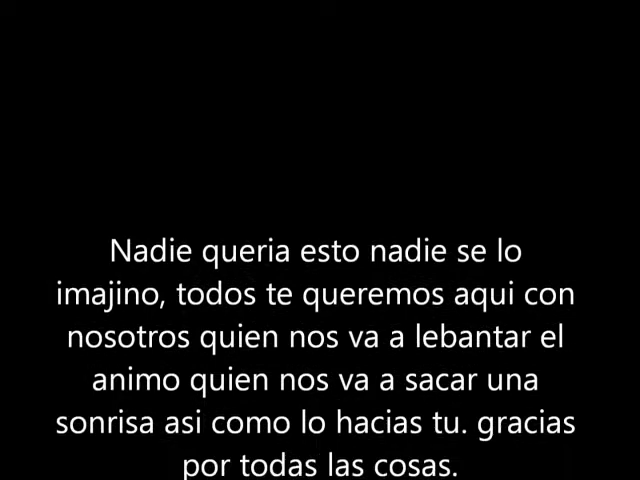 Nadie queria esto nadie se lo
imajino, todos te queremos aqui con
nosotros quien nos va a lebantar el
animo quien nos va a sacar una
sonrisa asi como lo hacias tu. gracias
por todas las cosas.